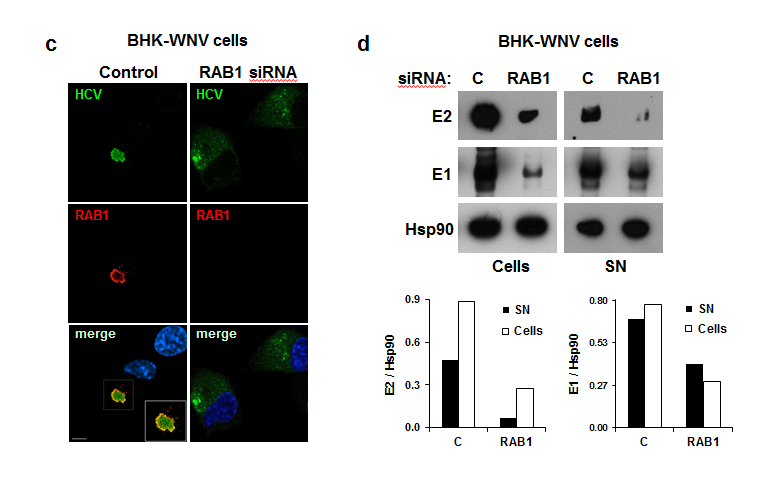 c
BHK-WNV cells
Control RAB1 siRNA
HCV HCV
RAB1 RAB1
merge merge
d
BHK-WNV cells
siRNA: C RAB1 C RAB1
E2
E1
Hsp90
Cells SN
E2 / Hsp90
0.9
0.6
0.3
0.0
SN
Cells
C RAB1
E1 / Hsp90
0.80
0.53
0.27
0.00
SN
Cells
C RAB1